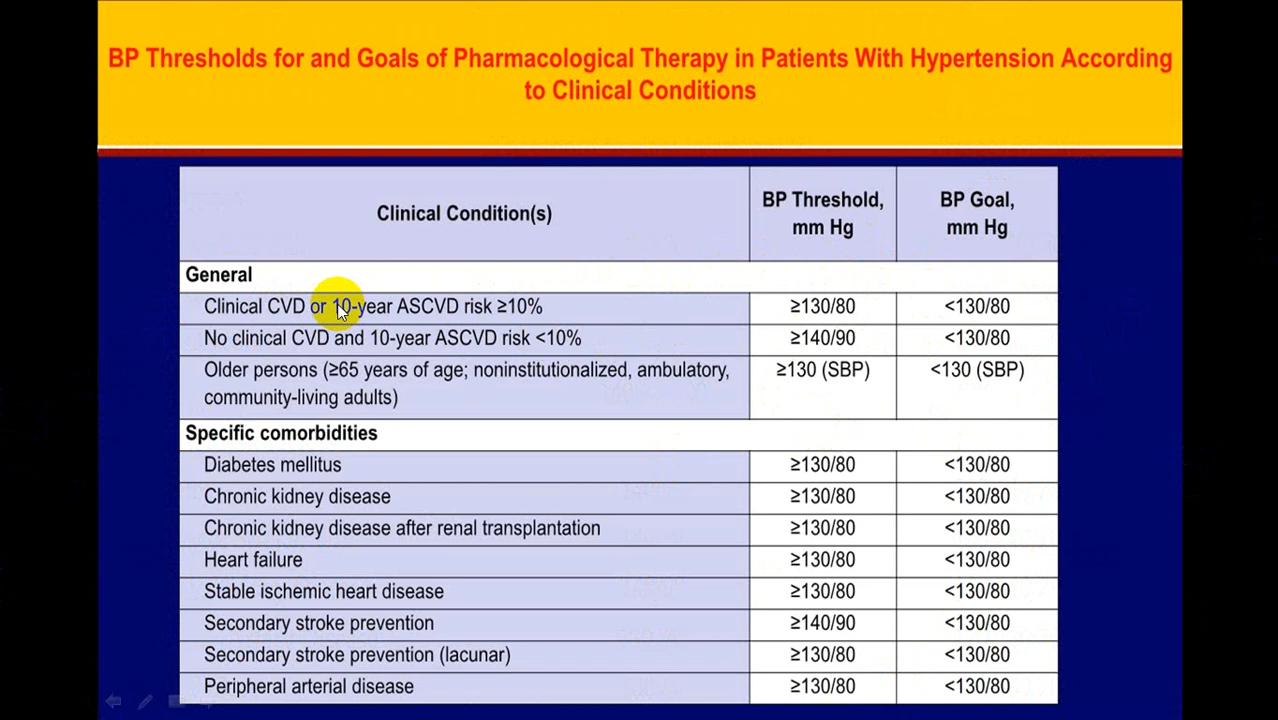 BP Thresholds for and Goals of Pharmacological Therapy in Patients With Hypertension According
to Clinical Conditions
Clinical Condition(s) BP Threshold, mm Hg BP Goal, mm Hg
General
Clinical CVD or 10-year ASCVD risk ≥10% ≥130/80 <130/80
No clinical CVD and 10-year ASCVD risk <10% ≥140/90 <130/80
Older persons (≥65 years of age; noninstitutionalized, ambulatory, ≥130 (SBP) <130 (SBP)
community-living adults)
Specific comorbidities
Diabetes mellitus ≥130/80 <130/80
Chronic kidney disease ≥130/80 <130/80
Chronic kidney disease after renal transplantation ≥130/80 <130/80
Heart failure ≥130/80 <130/80
Stable ischemic heart disease ≥130/80 <130/80
Secondary stroke prevention ≥140/90 <130/80
Secondary stroke prevention (lacunar) ≥130/80 <130/80
Peripheral arterial disease ≥130/80 <130/80